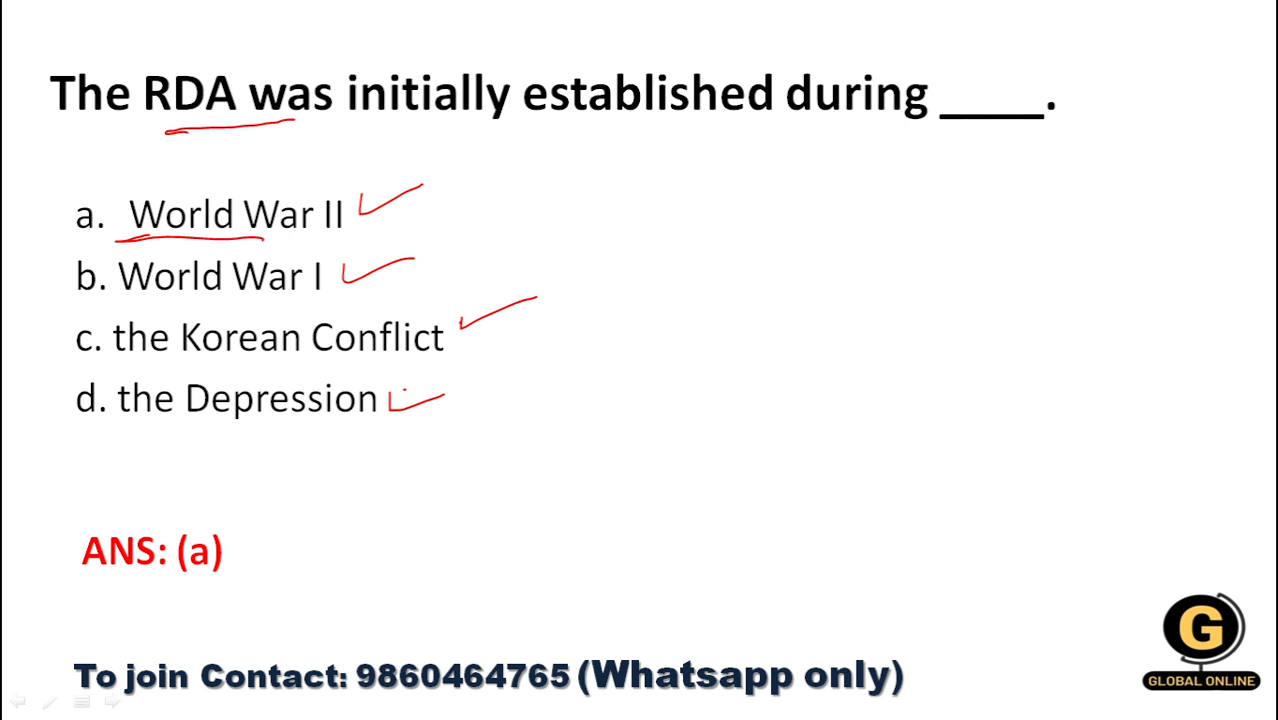 The RDA was initially established during ____.
a. World War II
b. World War I
c. the Korean Conflict
d. the Depression
ANS: (a)
G
GLOBAL ONLINE
To join Contact: 9860464765 (Whatsapp only)